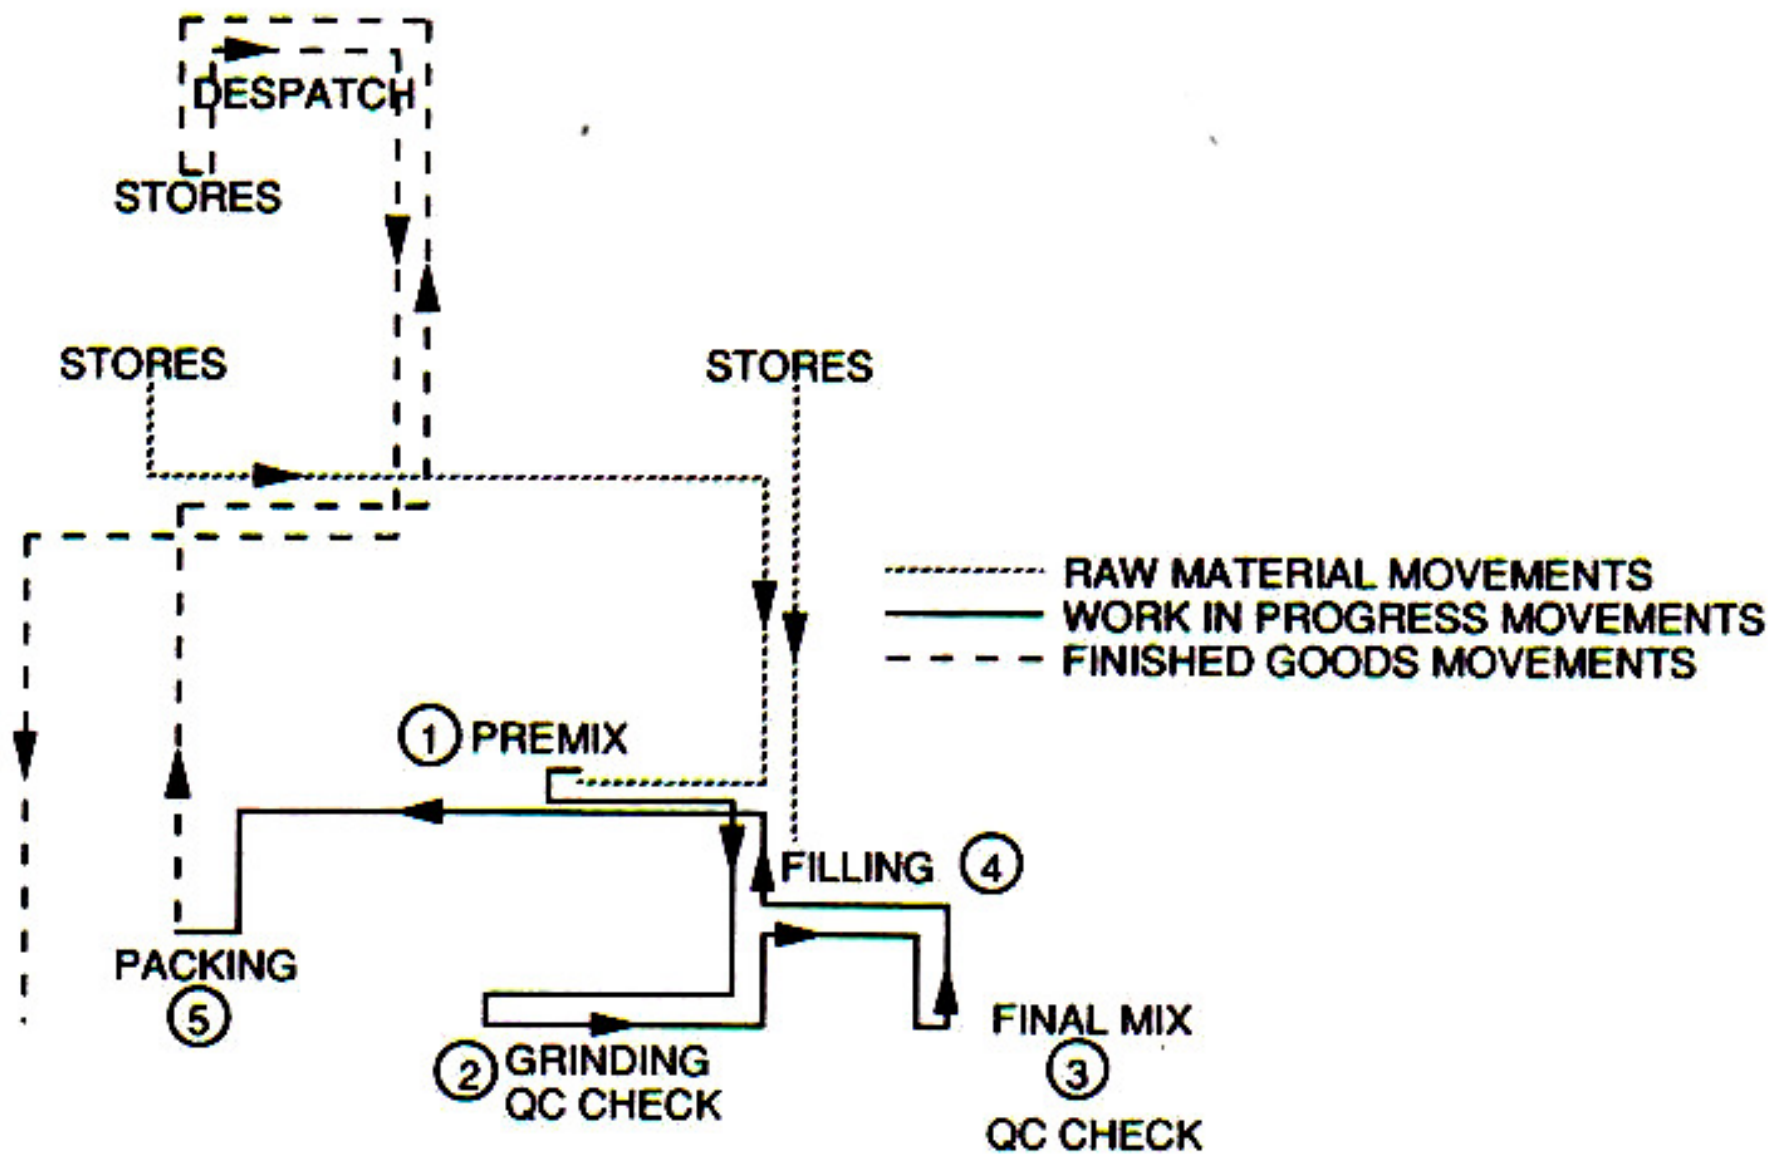 DESPATCH
STORES
STORES
STORES
RAW MATERIAL MOVEMENTS
WORK IN PROGRESS MOVEMENTS
FINISHED GOODS MOVEMENTS
1 PREMIX
FILLING 4
PACKING
5
2 GRINDING
QC CHECK
FINAL MIX
3
QC CHECK